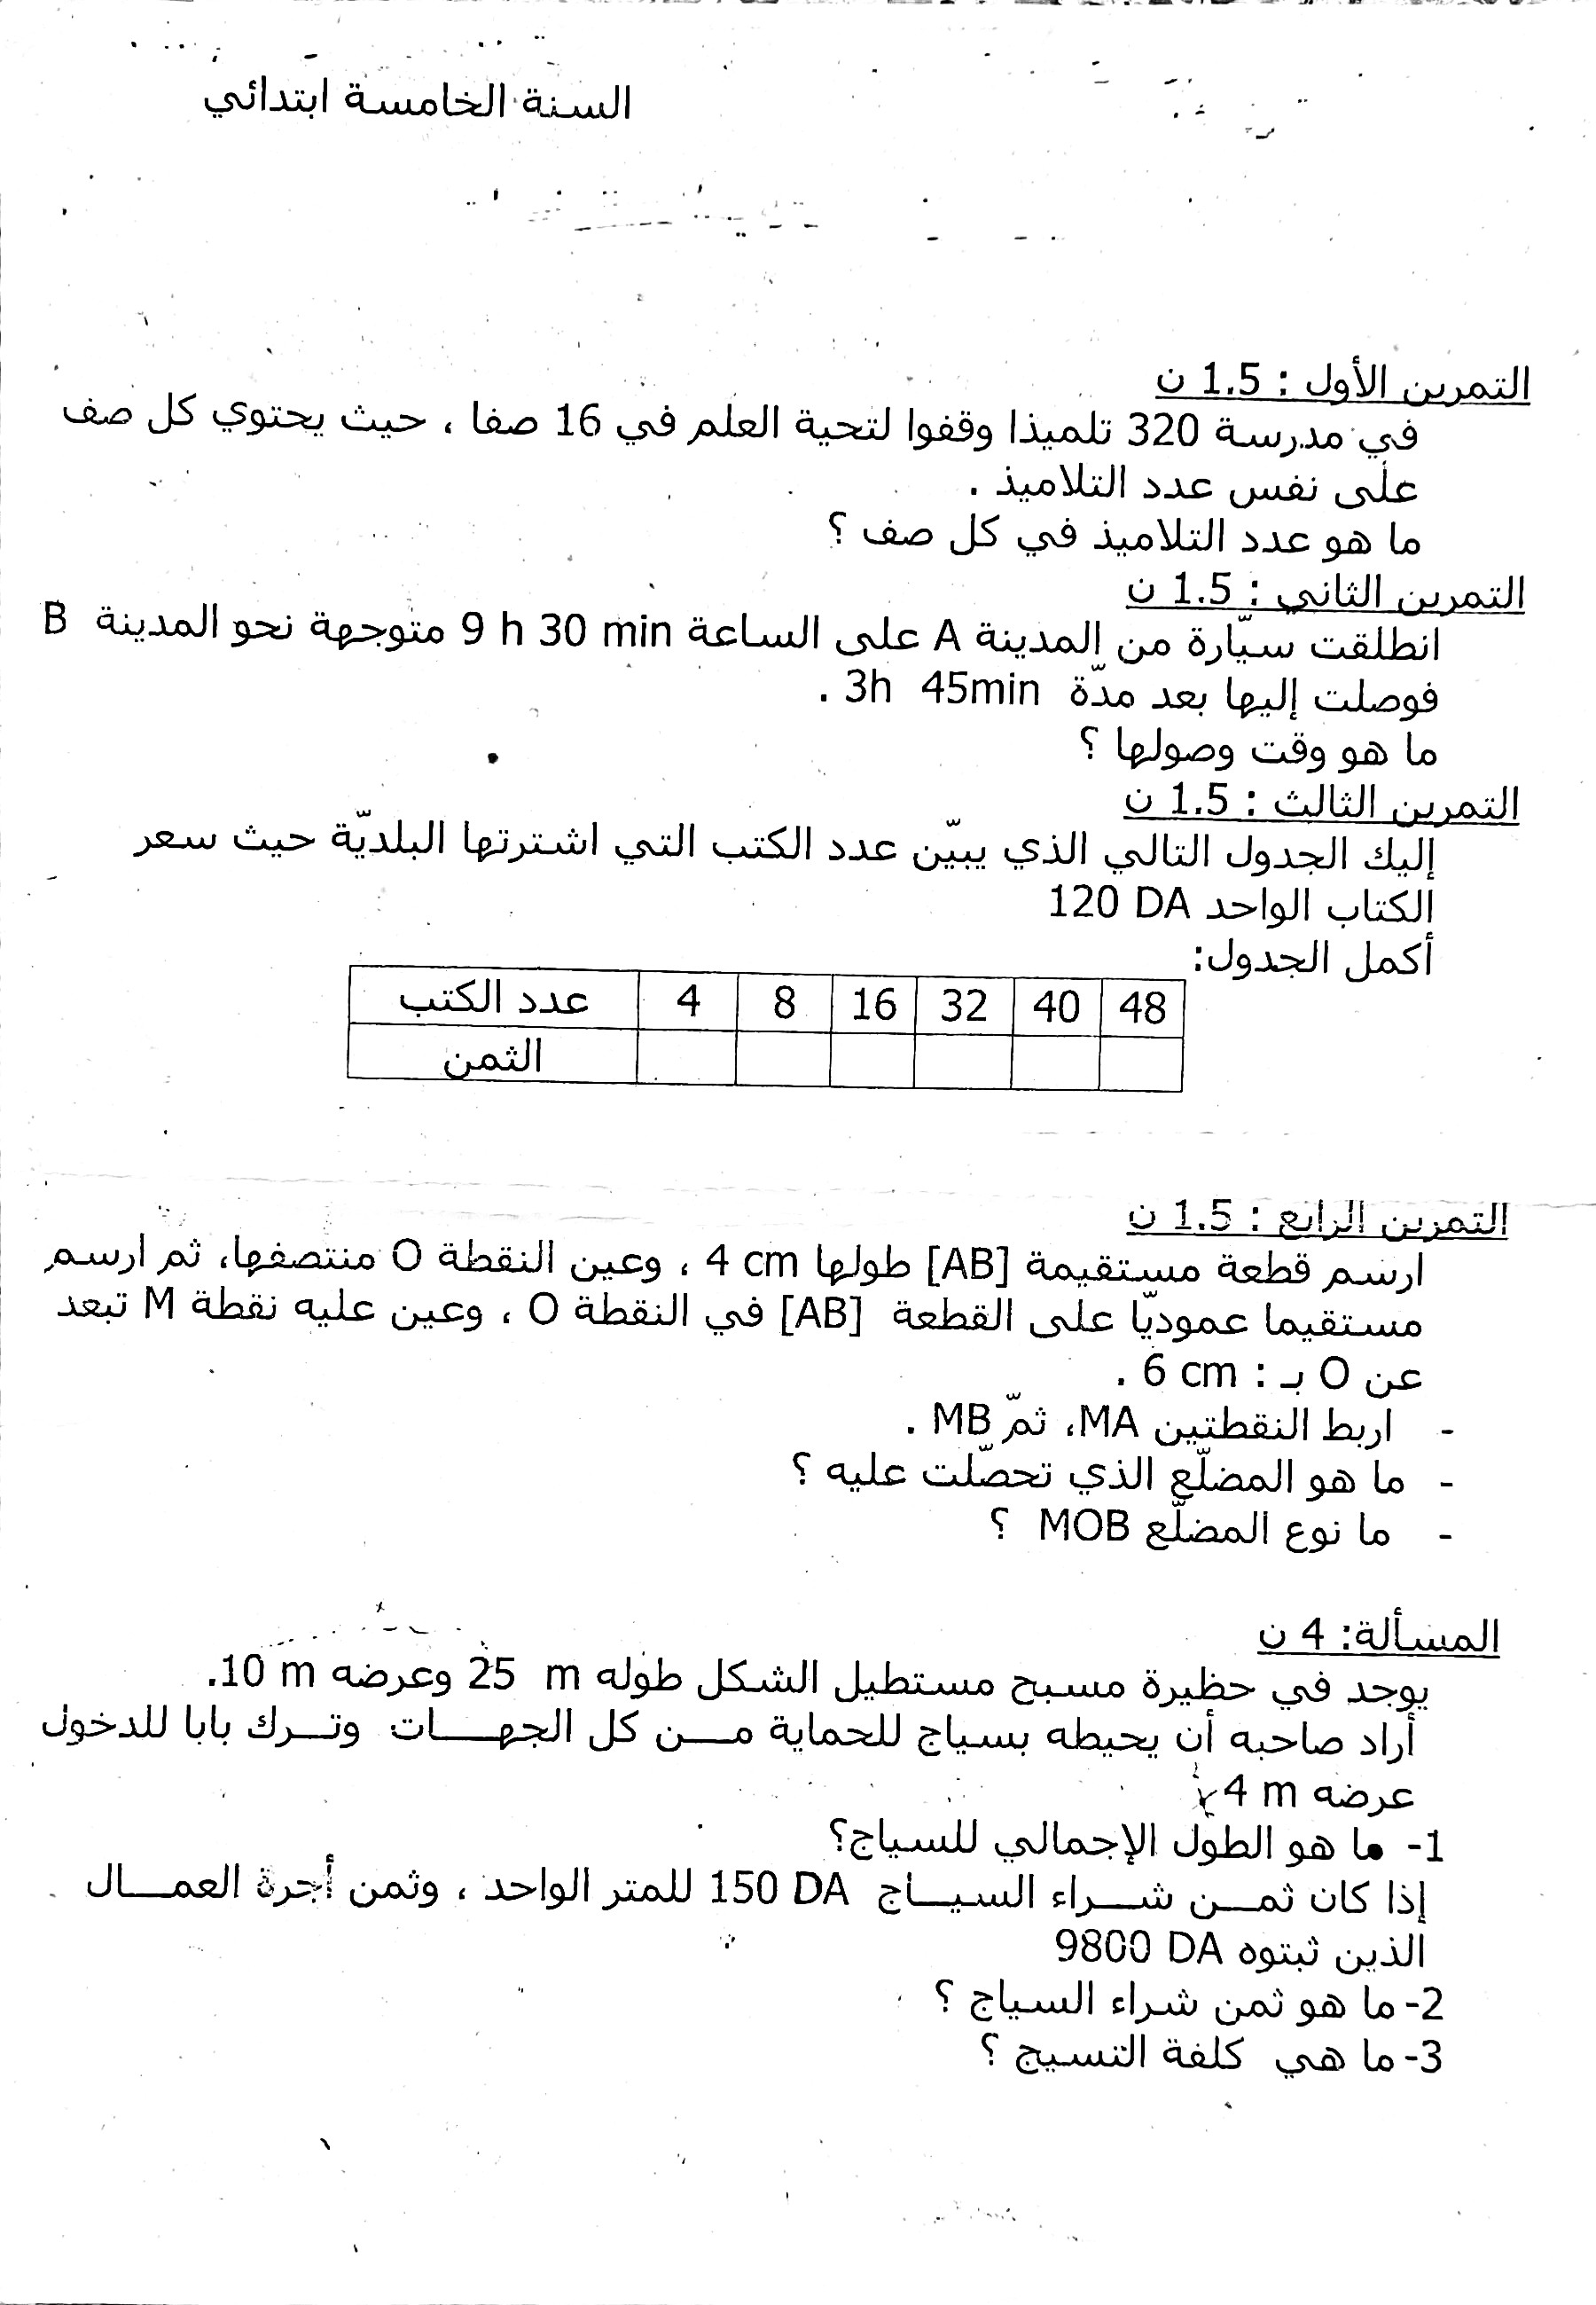 السنة الخامسة ابتدائي
التمرين الأول : 1.5 ن
في مدرسة 320 تلميذا وقفوا لتحية العلم في 16 صفا ، حيث يحتوي كل صف
على نفس عدد التلاميذ .
ما هو عدد التلاميذ في كل صف ؟
التمرين الثاني : 1.5 ن
انطلقت سيّارة من المدينة A على الساعة 9 h 30 min متوجهة نحو المدينة B
فوصلت إليها بعد مدّة 3h 45min .
ما هو وقت وصولها ؟
التمرين الثالث : 1.5 ن
إليك الجدول التالي الذي يبيّن عدد الكتب التي اشترتها البلديّة حيث سعر
الكتاب الواحد 120 DA
أكمل الجدول:
عدد الكتب 4 8 16 32 40 48
الثمن
التمرين الرابع : 1.5 ن
ارسم قطعة مستقيمة [AB] طولها 4 cm ، وعين النقطة O منتصفها، ثم ارسم
مستقيما عموديّا على القطعة [AB] في النقطة O ، وعين عليه نقطة M تبعد
عن O بـ : 6 cm .
- اربط النقطتين MA، ثمّ MB .
- ما هو المضلّع الذي تحصّلت عليه ؟
- ما نوع المضلّع MOB ؟
المسألة: 4 ن
يوجد في حظيرة مسبح مستطيل الشكل طوله 25 m وعرضه 10 m.
أراد صاحبه أن يحيطه بسياج للحماية مـــن كل الجهـــات وتـــرك بابا للدخول
عرضه 4 m
1- ما هو الطول الإجمالي للسياج؟
إذا كان ثمـــن شـــراء السيـــاج 150 DA للمتر الواحد ، وثمن أجرة العمـــال
الذين ثبتوه 9800 DA
2- ما هو ثمن شراء السياج ؟
3- ما هي كلفة التسيج ؟